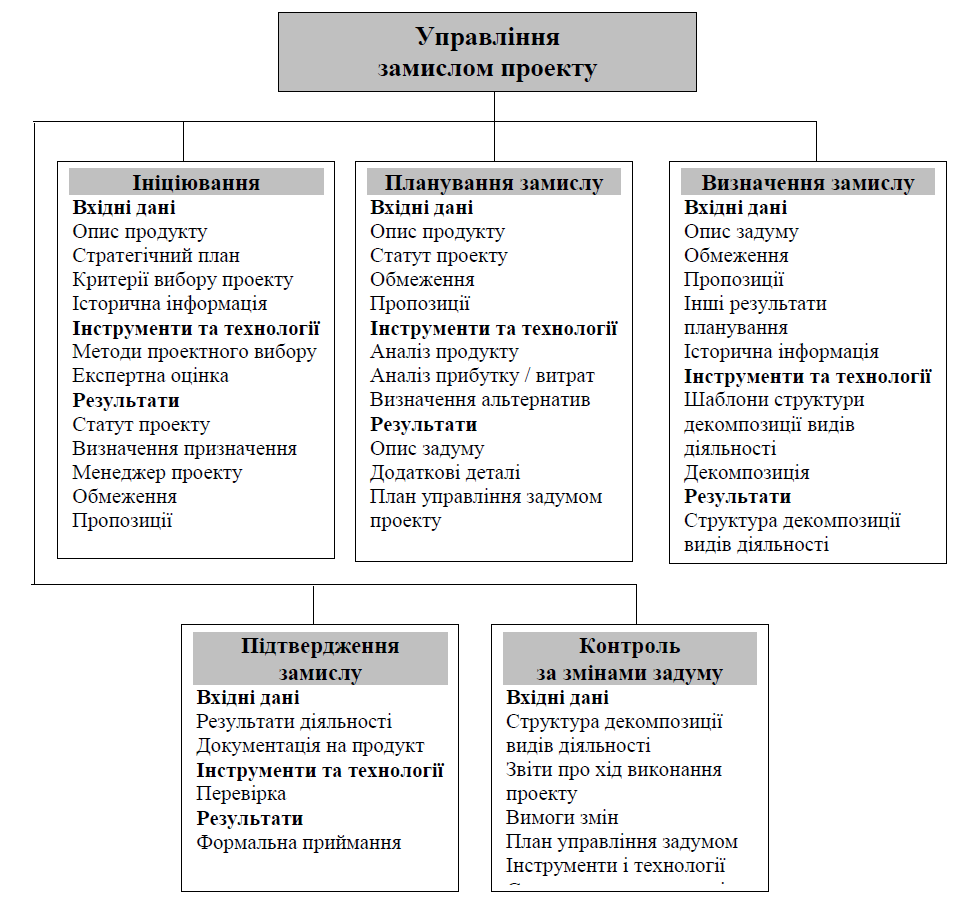 Управління
замислом проекту
Ініціювання
Вхідні дані
Опис продукту
Стратегічний план
Критерії вибору проекту
Історична інформація
Інструменти та технології
Методи проектного вибору
Експертна оцінка
Результати
Статут проекту
Визначення призначення
Менеджер проекту
Обмеження
Пропозиції
Планування замислу
Вхідні дані
Опис продукту
Статут проекту
Обмеження
Пропозиції
Інструменти та технології
Аналіз продукту
Аналіз прибутку / витрат
Визначення альтернатив
Результати
Опис задуму
Додаткові деталі
План управління задумом
проекту
Визначення замислу
Вхідні дані
Опис задуму
Обмеження
Пропозиції
Інші результати
планування
Історична інформація
Інструменти та технології
Шаблони структури
декомпозиції видів
діяльності
Декомпозиція
Результати
Структура декомпозиції
видів діяльності
Підтвердження
замислу
Вхідні дані
Результати діяльності
Документація на продукт
Інструменти та технології
Перевірка
Результати
Формальна приймання
Контроль
за змінами задуму
Вхідні дані
Структура декомпозиції
видів діяльності
Звіти про хід виконання
проекту
Вимоги змін
План управління задумом
Інструменти і технології